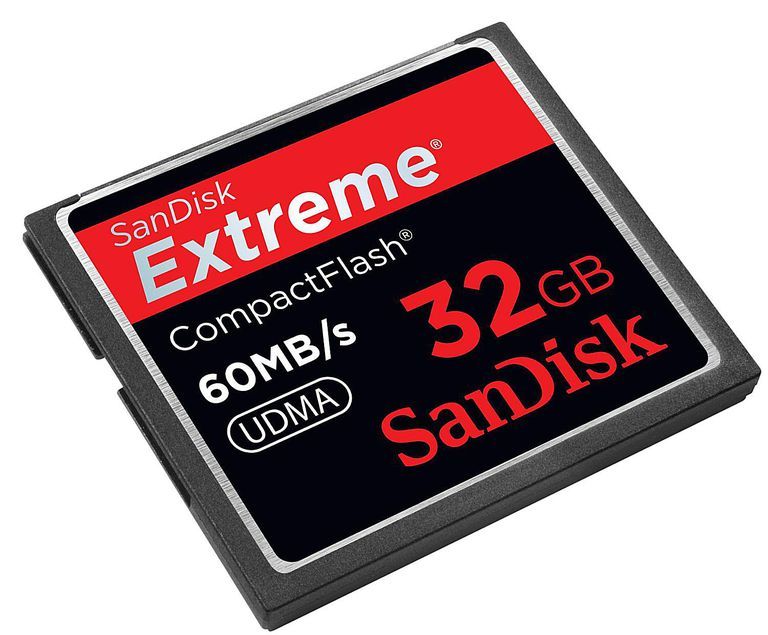 SanDisk
Extreme®
CompactFlash®
60MB/s
UDMA
32GB
SanDisk